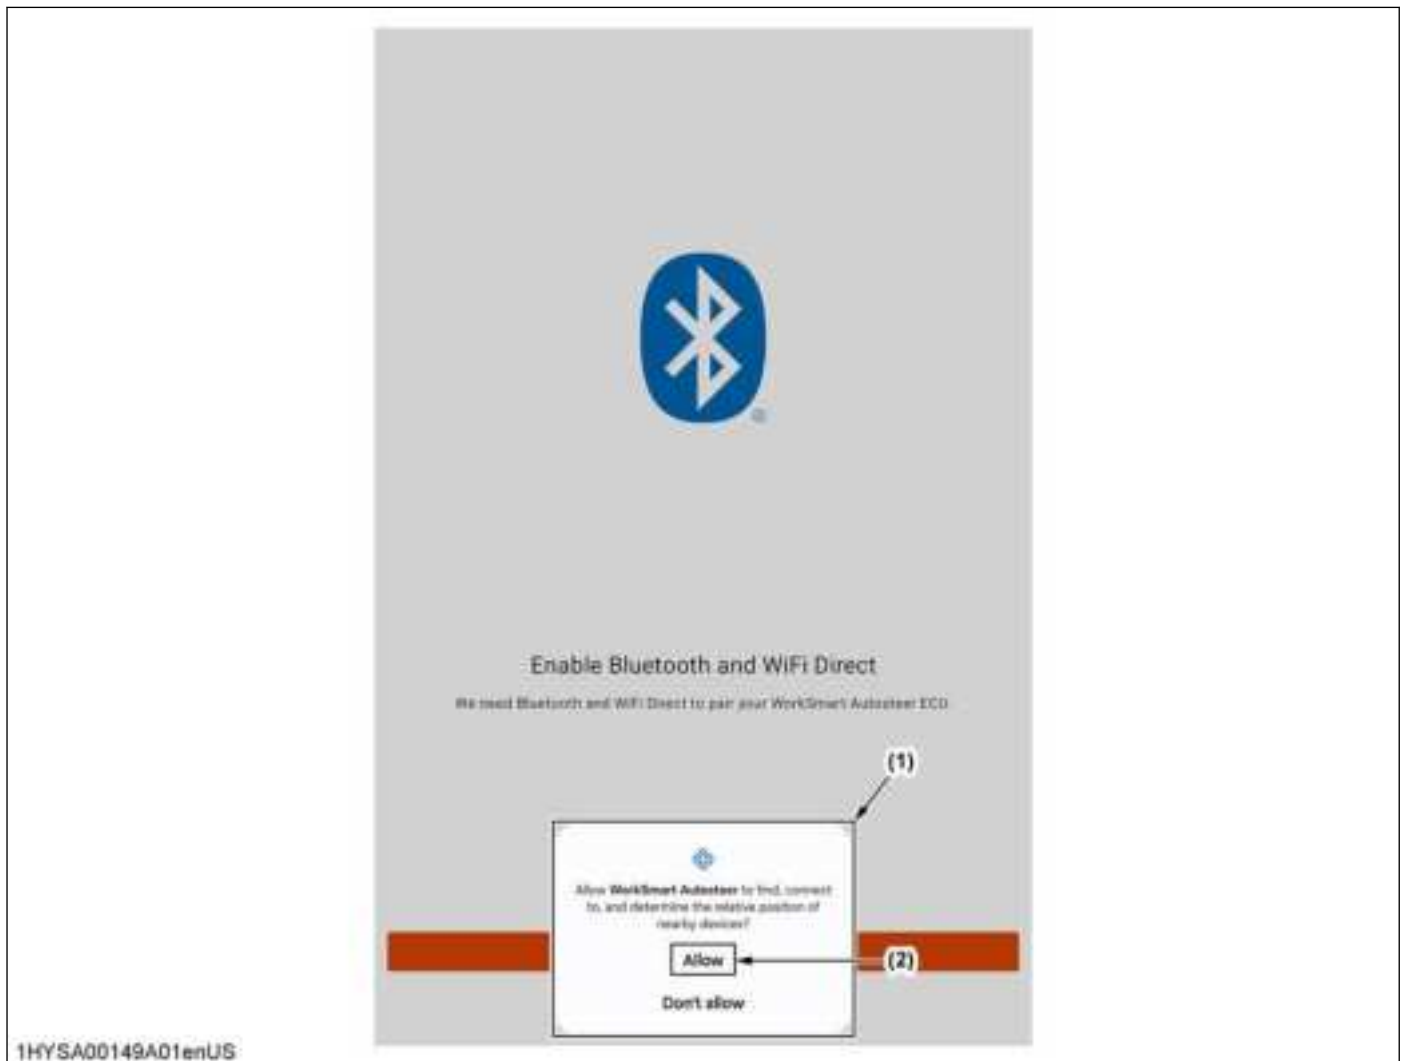 Enable Bluetooth and WiFi Direct
We need Bluetooth and WiFi Direct to pair your WorkSmart Autosteer ECU.
(1)
Allow WorkSmart Autosteer to find, connect
to, and determine the relative position of
nearby devices?
Allow
(2)
Don't allow
1HYSA00149A01enUS